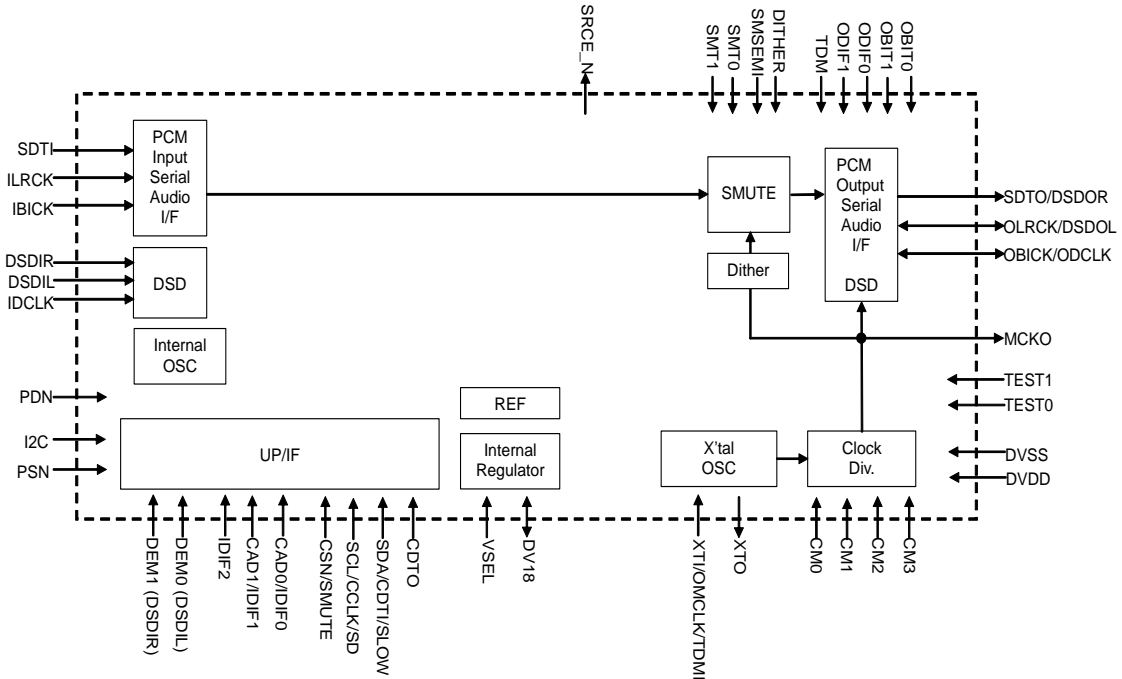 SRCE_N
SMT1
SMT0
SMSEMI
DITHER
TDM
ODIF1
ODIF0
OBIT1
OBIT0
SDTI
ILRCK
IBICK
PCM
Input
Serial
Audio
I/F
SMUTE
PCM
Output
Serial
Audio
I/F
DSD
SDTO/DSDOR
OLRCK/DSDOL
OBICK/ODCLK
DSDIR
DSDIL
IDCLK
DSD
Dither
Internal
OSC
MCKO
PDN
I2C
PSN
REF
TEST1
TEST0
UP/IF
Internal
Regulator
X'tal
OSC
Clock
Div.
DVSS
DVDD
DEM1 (DSDIR)
DEM0 (DSDIL)
IDIF2
CAD1/IDIF1
CAD0/IDIF0
CSN/SMUTE
SCL/CCLK/SD
SDA/CDTI/SLOW
CDTO
VSEL
DV18
XTI/OMCLK/TDMI
XTO
CM0
CM1
CM2
CM3